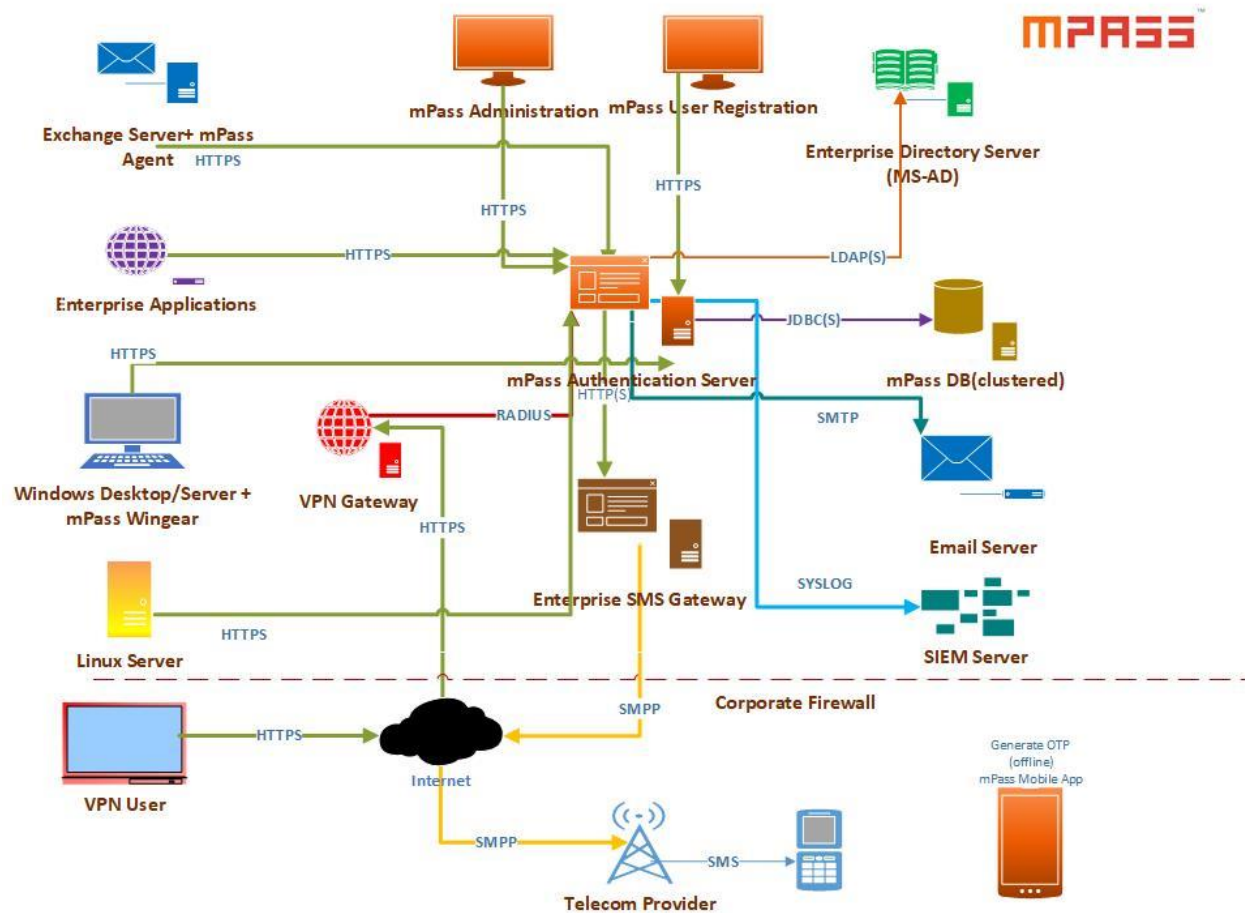 mPASS™
mPass Administration
mPass User Registration
Exchange Server+ mPass
Agent
HTTPS
Enterprise Directory Server
(MS-AD)
HTTPS
HTTPS
HTTPS
LDAP(S)
Enterprise Applications
JDBC(S)
HTTPS
mPass Authentication Server
mPass DB(clustered)
HTTP(S)
RADIUS
SMTP
Windows Desktop/Server +
mPass Wingear
VPN Gateway
HTTPS
Email Server
SYSLOG
Enterprise SMS Gateway
HTTPS
Linux Server
SIEM Server
Corporate Firewall
SMPP
HTTPS
Generate OTP
(offline)
mPass Mobile App
Internet
VPN User
SMPP
SMS
Telecom Provider